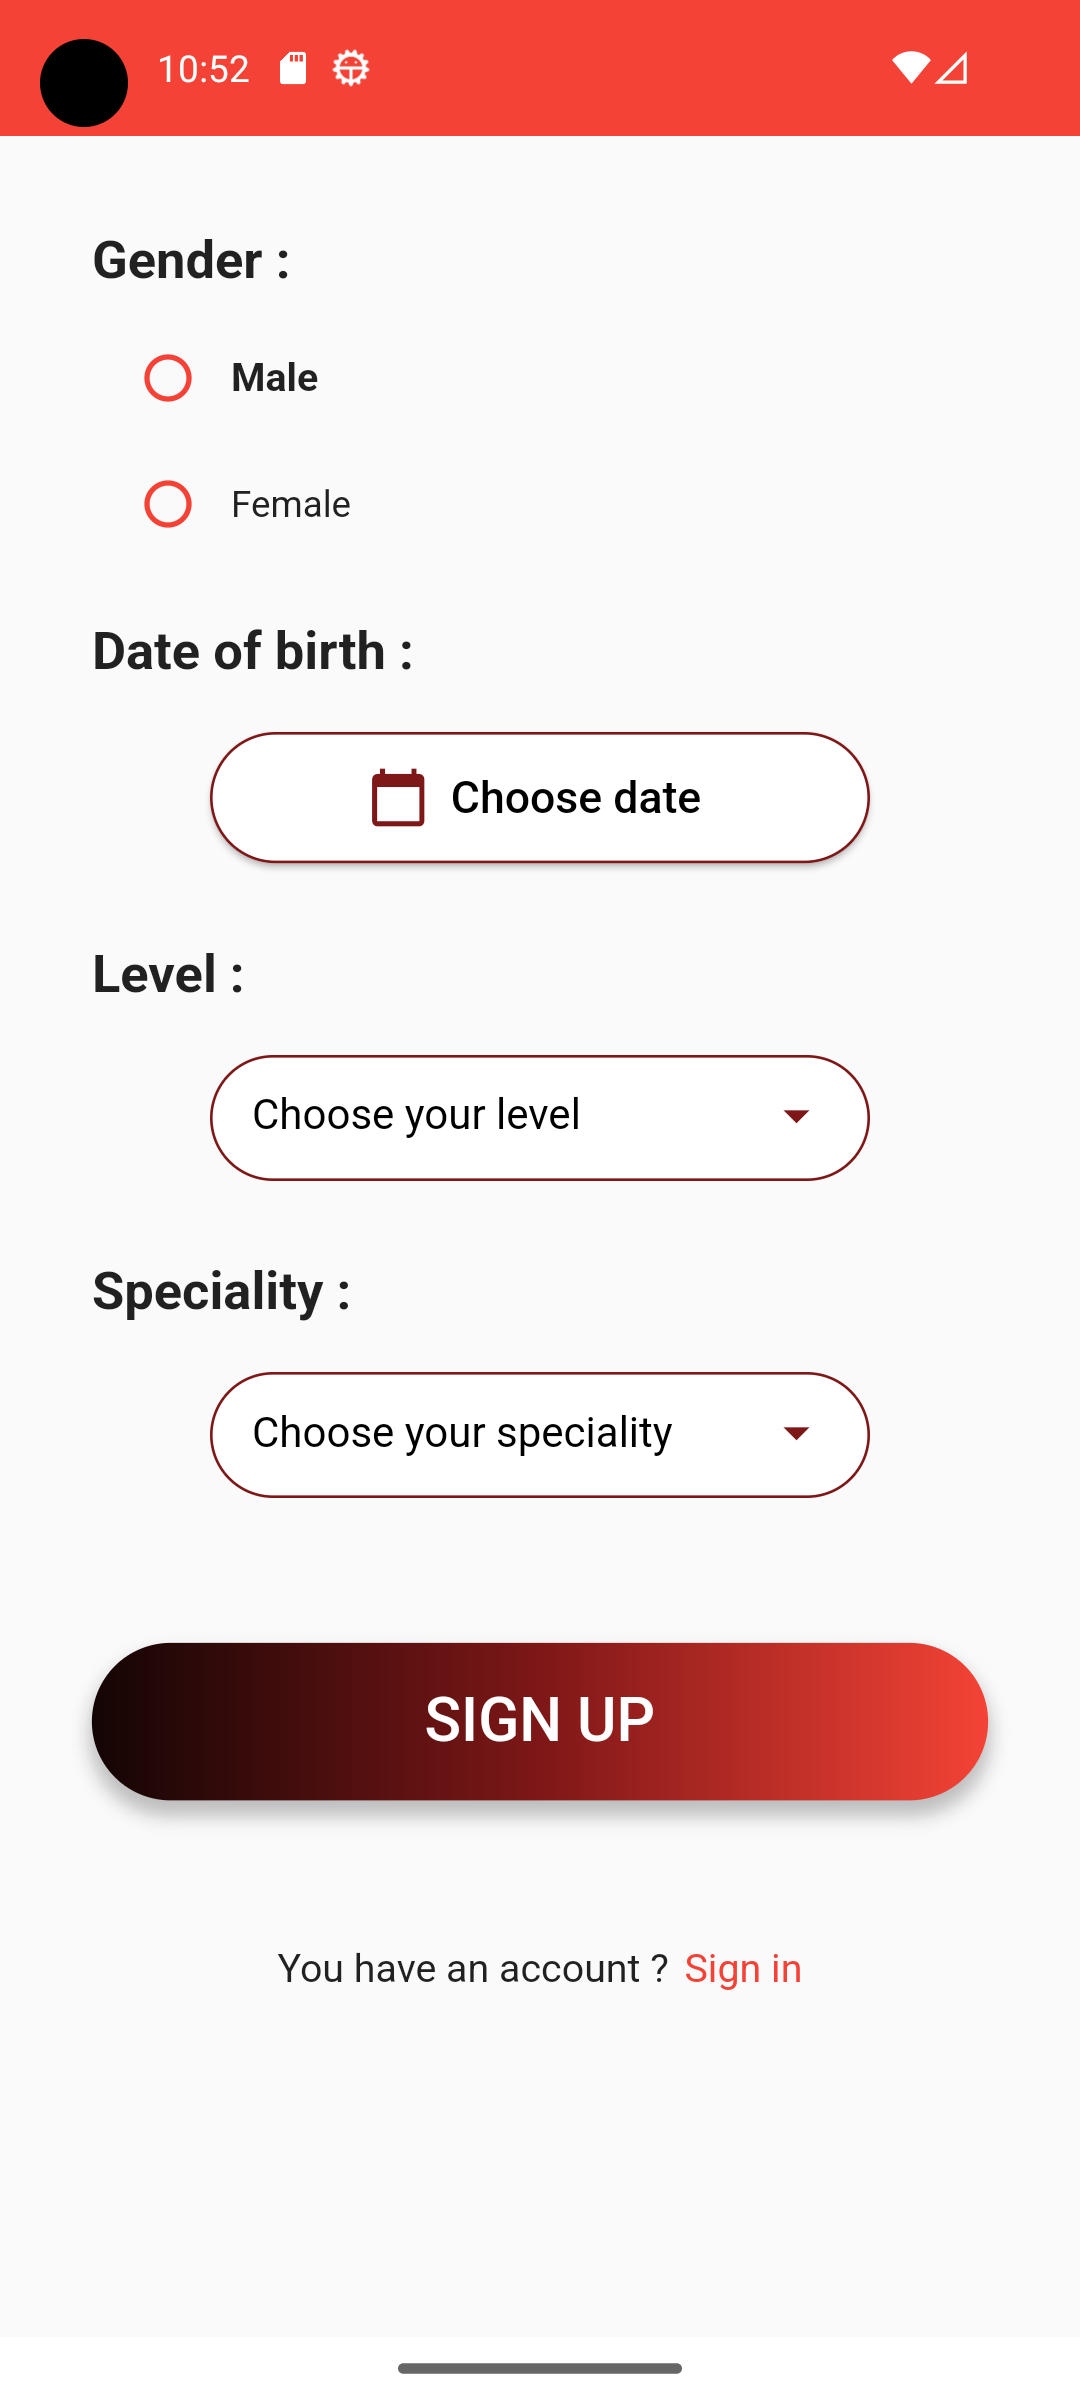 10:52
Gender :
Male
Female
Date of birth :
Choose date
Level :
Choose your level
Speciality :
Choose your speciality
SIGN UP
You have an account ? Sign in